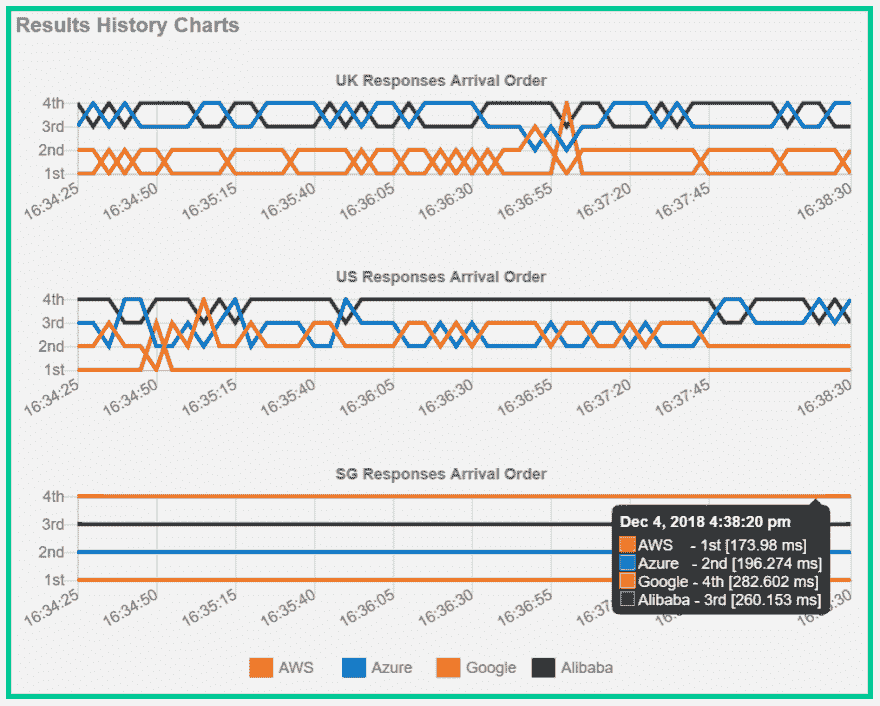 Results History Charts
UK Responses Arrival Order
4th
3rd
2nd
1st
16:34:25
16:34:50
16:35:15
16:35:40
16:36:05
16:36:30
16:36:55
16:37:20
16:37:45
16:38:30
US Responses Arrival Order
4th
3rd
2nd
1st
16:34:25
16:34:50
16:35:15
16:35:40
16:36:05
16:36:30
16:36:55
16:37:20
16:37:45
16:38:30
SG Responses Arrival Order
4th
3rd
2nd
1st
Dec 4, 2018 4:38:20 pm
AWS - 1st [173.98 ms]
Azure - 2nd [196.274 ms]
Google - 4th [282.602 ms]
Alibaba - 3rd [260.153 ms]
16:34:25
16:34:50
16:35:15
16:35:40
16:36:05
16:36:30
16:36:55
AWS
Azure
Google
Alibaba